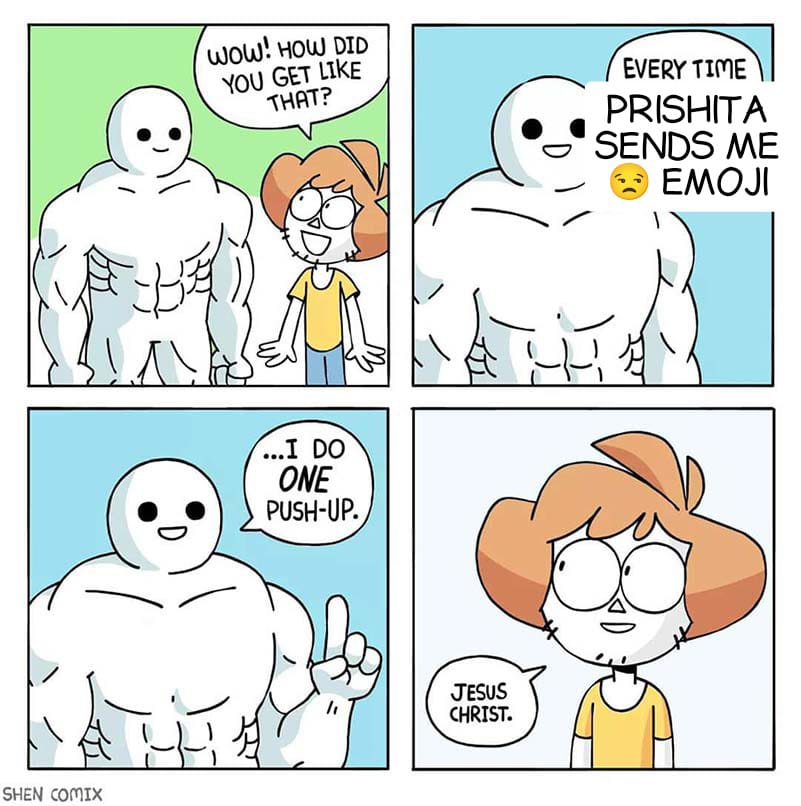 WOW! HOW DID
YOU GET LIKE
THAT?
EVERY TIME
PRISHITA
SENDS ME
😒 EMOJI
...I DO
ONE
PUSH-UP.
JESUS
CHRIST.
SHEN COMIX